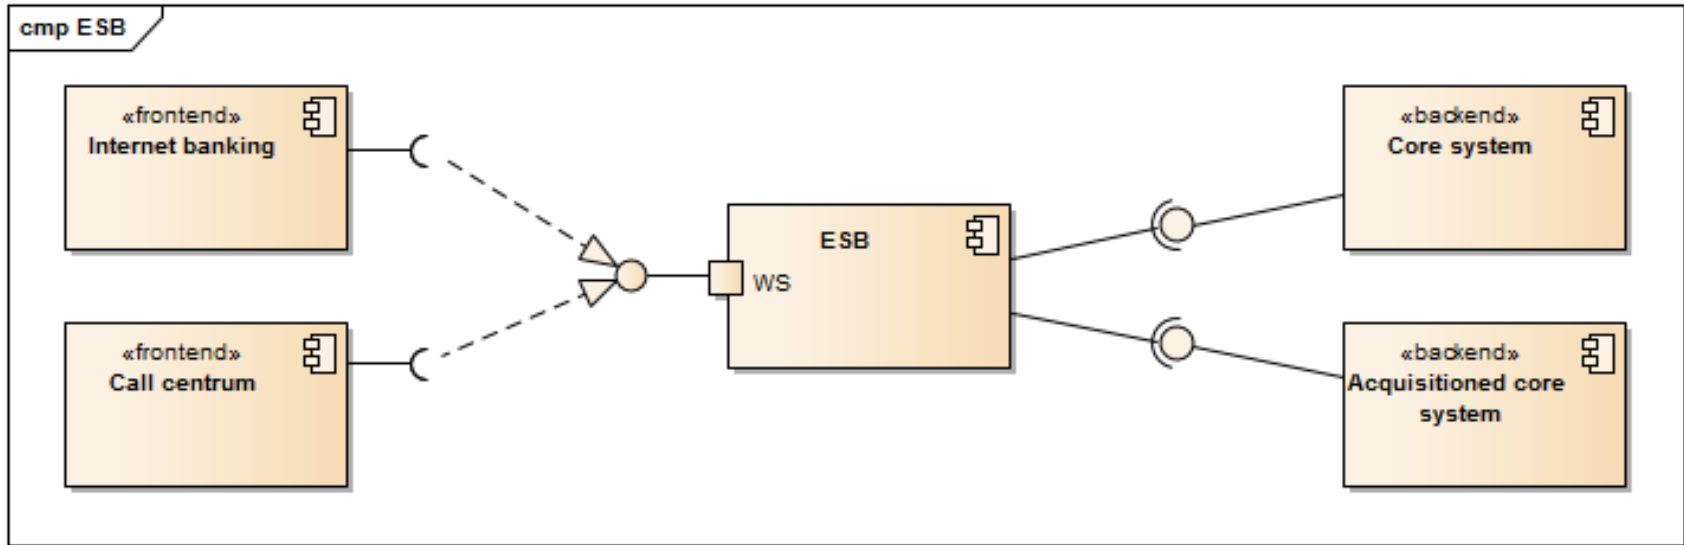 cmp ESB
«frontend»
Internet banking
«frontend»
Call centrum
ESB
WS
«backend»
Core system
«backend»
Acquisitioned core
system